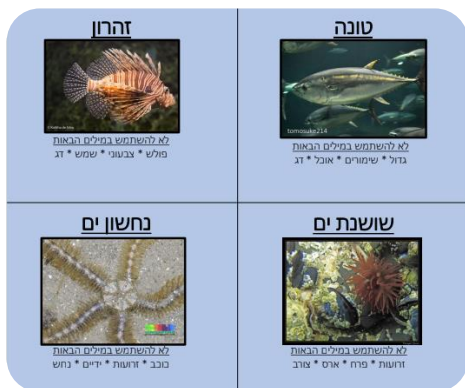 טונה
tomosuke214
לא להשתמש במילים הבאות
גדול * שימורים * אוכל * דג
זהרון
לא להשתמש במילים הבאות
פולש * צבעוני * שמש * דג
שושנת ים
לא להשתמש במילים הבאות
זרועות * פרח * ארס * צורב
נחשון ים
לא להשתמש במילים הבאות
כוכב * זרועות * ידיים * נחש